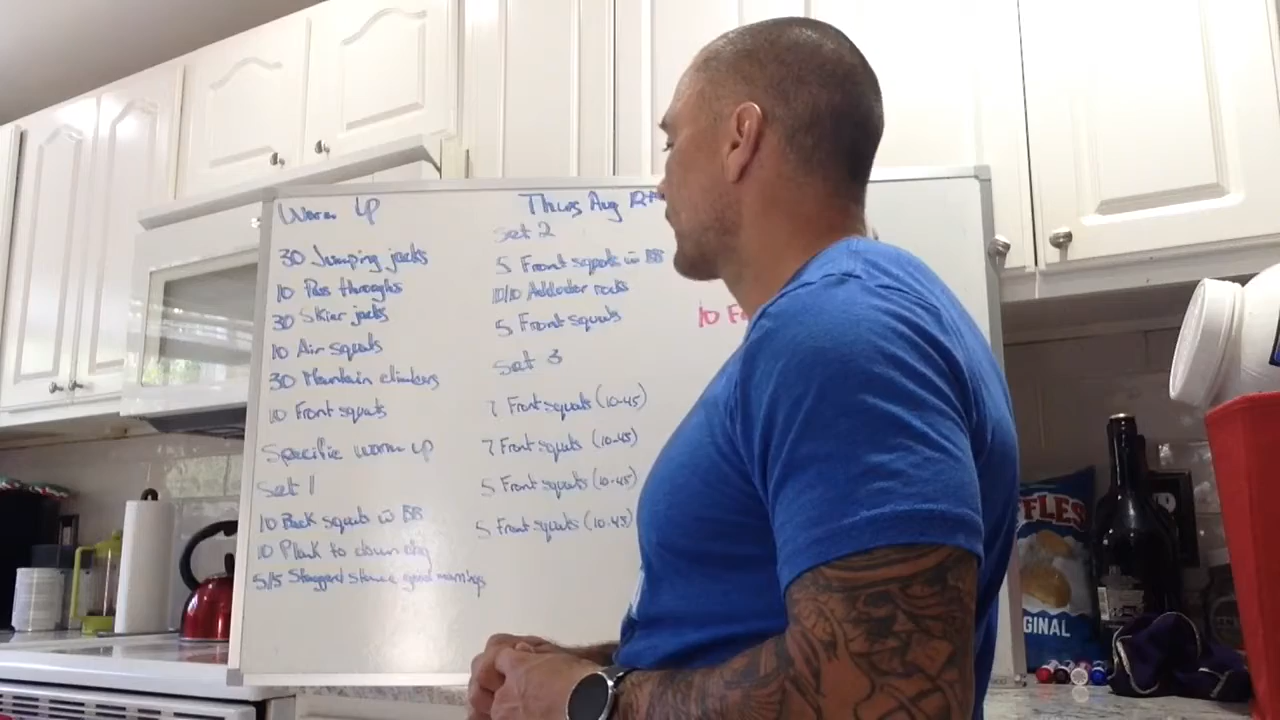 Warm Up
30 Jumping jacks
10 Pass throughs
30 Skier jacks
10 Air squats
30 Mountain climbers
10 Front squats
Specific warm up
Set 1
10 Back squats w BB
10 Plank to down dog
5/5 Staggerd stance good mornings
Thurs Aug 12th
Set 2
5 Front squats w BB
10/10 Adductor rocks
5 Front squats
Set 3
7 Front squats (10-45)
7 Front squats (10-45)
5 Front squats (10-45)
5 Front squats (10-45)
10 F
FFLES
GINAL